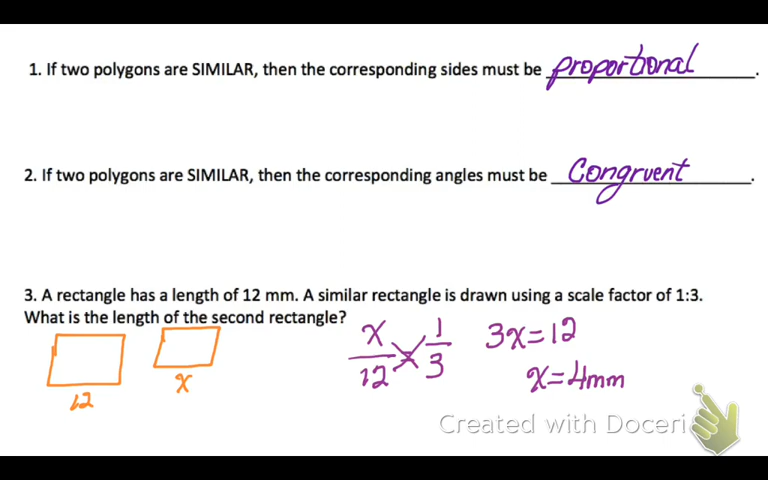 1. If two polygons are SIMILAR, then the corresponding sides must be proportional.
2. If two polygons are SIMILAR, then the corresponding angles must be Congruent.
3. A rectangle has a length of 12 mm. A similar rectangle is drawn using a scale factor of 1:3.
What is the length of the second rectangle?
x/12 × 1/3
3x=12
x=4mm
12
x
Created with Doceri